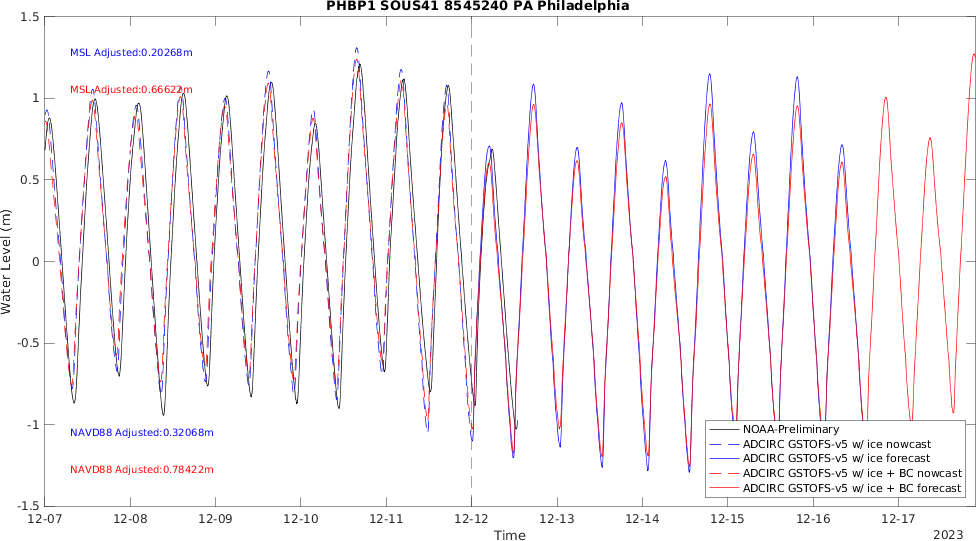 PHBP1 SOUS41 8545240 PA Philadelphia
1.5
1
0.5
0
-0.5
-1
-1.5
Water Level (m)
MSL Adjusted:0.20268m
MSL Adjusted:0.66622m
NAVD88 Adjusted:0.32068m
NAVD88 Adjusted:0.78422m
NOAA-Preliminary
ADCIRC GSTOFS-v5 w/ ice nowcast
ADCIRC GSTOFS-v5 w/ ice forecast
ADCIRC GSTOFS-v5 w/ ice + BC nowcast
ADCIRC GSTOFS-v5 w/ ice + BC forecast
12-07 12-08 12-09 12-10 12-11 12-12 12-13 12-14 12-15 12-16 12-17
Time
2023